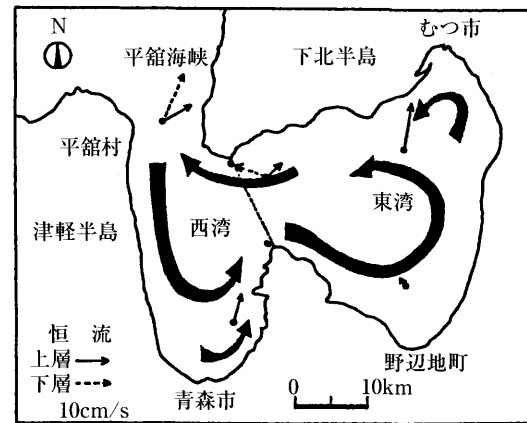 N
むつ市
平舘海峡
下北半島
平舘村
津軽半島
西湾
東湾
恒流
上層
下層
10cm/s
青森市
0 10km
野辺地町